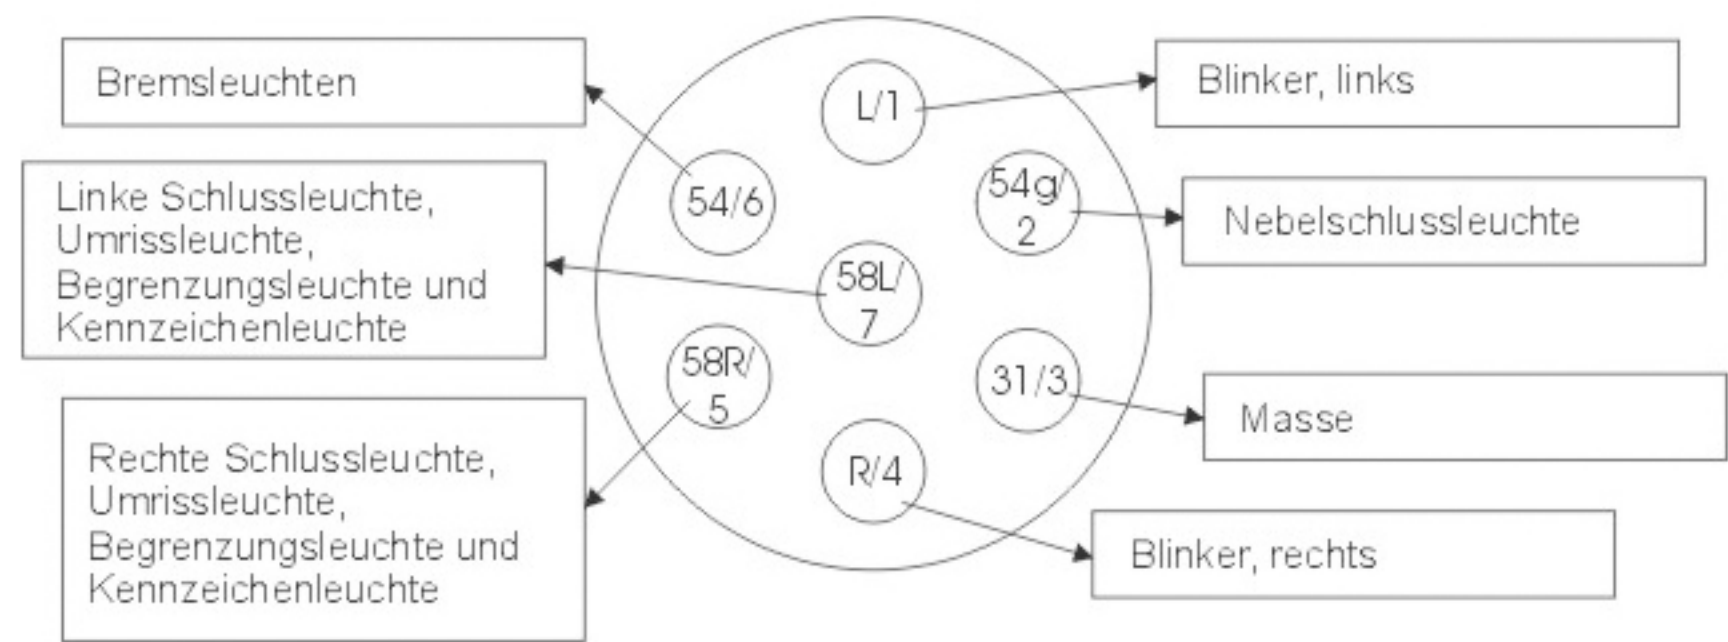 Bremsleuchten
L/1
Blinker, links
54/6
54g/
2
Nebelschlussleuchte
Linke Schlussleuchte,
Umrissleuchte,
Begrenzungsleuchte und
Kennzeichenleuchte
58L/
7
58R/
5
31/3
Masse
Rechte Schlussleuchte,
Umrissleuchte,
Begrenzungsleuchte und
Kennzeichenleuchte
R/4
Blinker, rechts